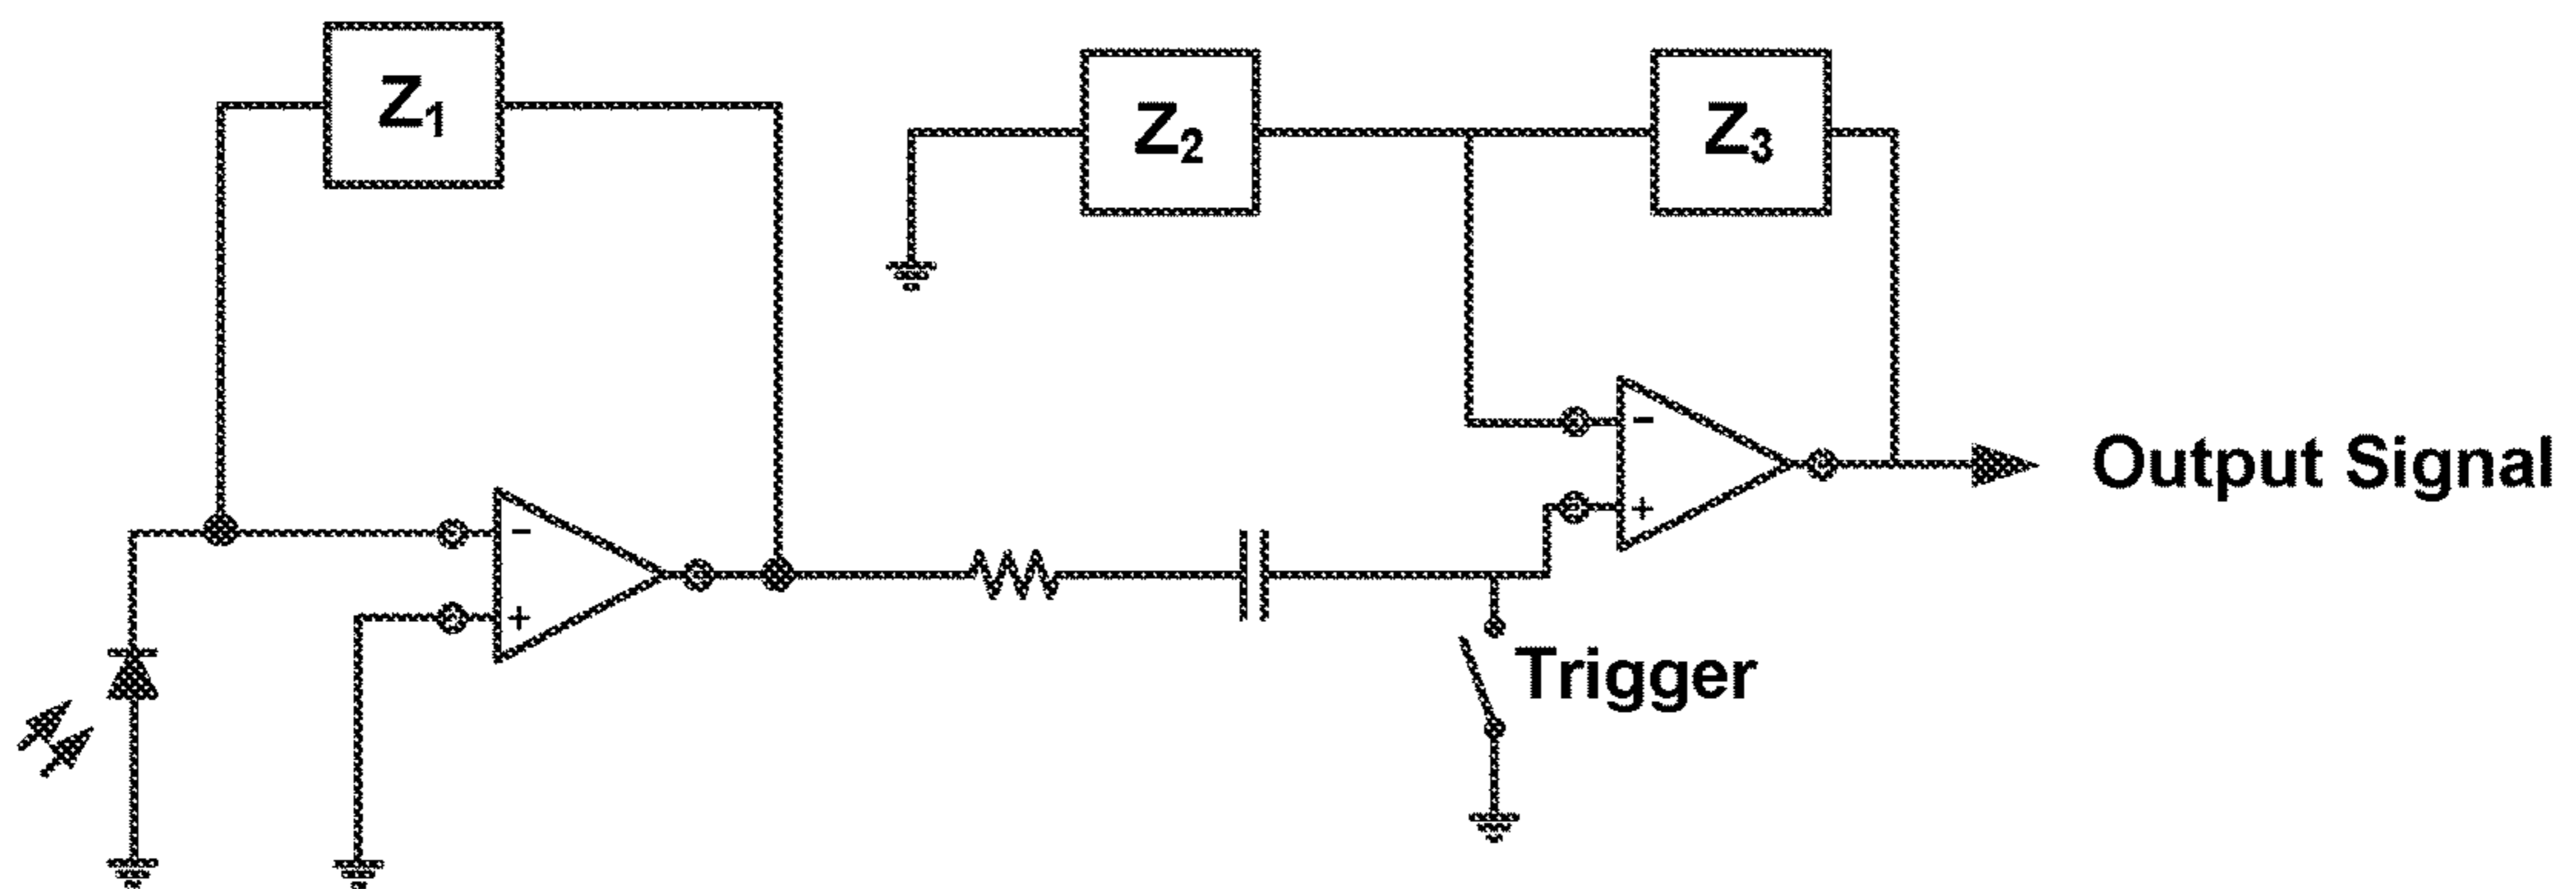 Z₁
Z₂
Z₃
-
+
-
+
Output Signal
Trigger